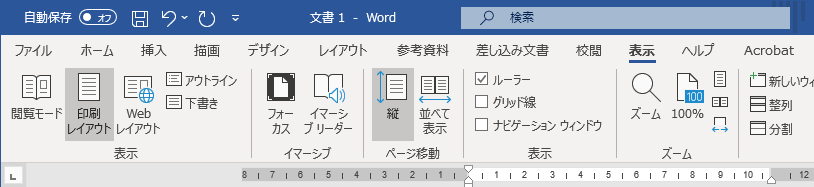 自動保存 オフ 文書 1 - Word 検索
ファイル ホーム 挿入 描画 デザイン レイアウト 参考資料 差し込み文書 校閲 表示 ヘルプ Acrobat
閲覧モード
印刷
レイアウト
Web
レイアウト
アウトライン
下書き
表示
フォー
カス
イマーシ
ブ リーダー
イマーシブ
縦
並べて
表示
ページ移動
ルーラー
グリッド線
ナビゲーション ウィンドウ
表示
ズーム
100
100%
ズーム
新しいウィ
整列
分割
L 8 7 6 5 4 3 2 1 1 2 3 4 5 6 7 8 9 10 12